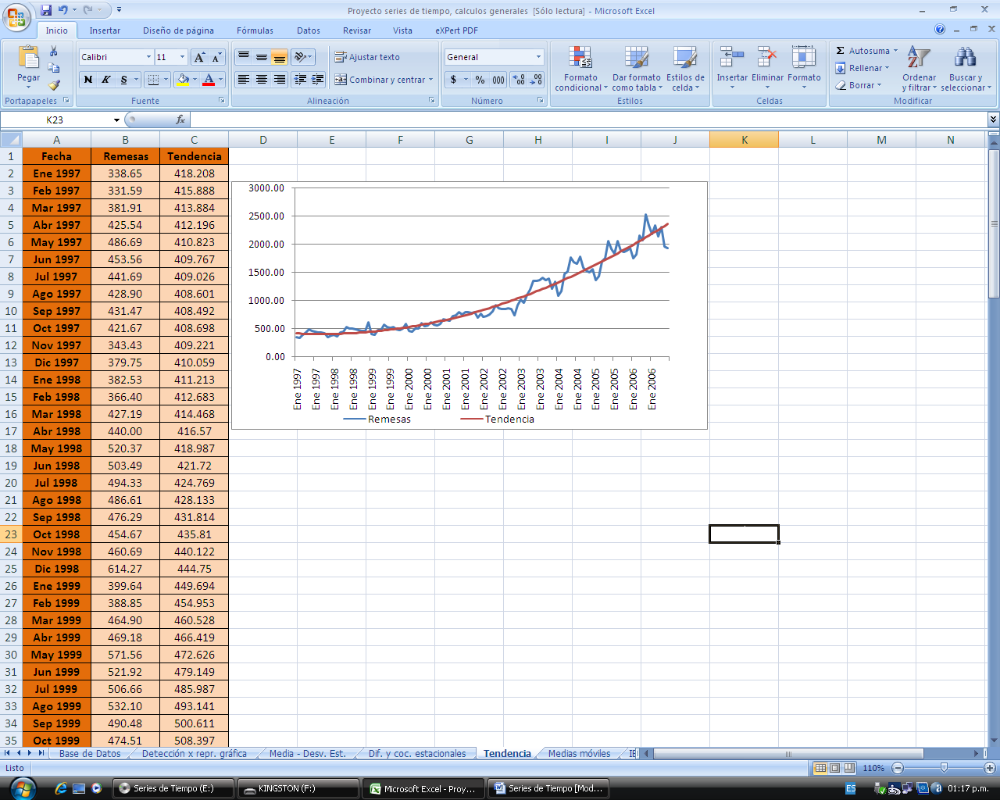 Proyecto series de tiempo, calculos generales [Sólo lectura] - Microsoft Excel
Inicio Insertar Diseño de página Fórmulas Datos Revisar Vista eXPert PDF
Pegar
Portapapeles
Calibri 11
N K S
Fuente
Ajustar texto
Combinar y centrar
Alineación
General
$ % 000
Número
Formato condicional
Dar formato como tabla
Estilos de celda
Estilos
Insertar Eliminar Formato
Celdas
Autosuma
Rellenar
Borrar
Ordenar y filtrar
Buscar y seleccionar
Modificar
K23
A B C D E F G H I J K L M N
1 Fecha Remesas Tendencia
2 Ene 1997 338.65 418.208
3 Feb 1997 331.59 415.888
4 Mar 1997 381.91 413.884
5 Abr 1997 425.54 412.196
6 May 1997 486.69 410.823
7 Jun 1997 453.56 409.767
8 Jul 1997 441.69 409.026
9 Ago 1997 428.90 408.601
10 Sep 1997 431.47 408.492
11 Oct 1997 421.67 408.698
12 Nov 1997 343.43 409.221
13 Dic 1997 379.75 410.059
14 Ene 1998 382.53 411.213
15 Feb 1998 366.40 412.683
16 Mar 1998 427.19 414.468
17 Abr 1998 440.00 416.57
18 May 1998 520.37 418.987
19 Jun 1998 503.49 421.72
20 Jul 1998 494.33 424.769
21 Ago 1998 486.61 428.133
22 Sep 1998 476.29 431.814
23 Oct 1998 454.67 435.81
24 Nov 1998 460.69 440.122
25 Dic 1998 614.27 444.75
26 Ene 1999 399.64 449.694
27 Feb 1999 388.85 454.953
28 Mar 1999 464.90 460.528
29 Abr 1999 469.18 466.419
30 May 1999 571.56 472.626
31 Jun 1999 521.92 479.149
32 Jul 1999 506.66 485.987
33 Ago 1999 532.10 493.141
34 Sep 1999 490.48 500.611
35 Oct 1999 474.51 508.397
3000.00
2500.00
2000.00
1500.00
1000.00
500.00
0.00
Ene 1997
Ene 1997
Ene 1998
Ene 1998
Ene 1999
Ene 1999
Ene 2000
Ene 2000
Ene 2001
Ene 2001
Ene 2002
Ene 2002
Ene 2003
Ene 2003
Ene 2004
Ene 2004
Ene 2005
Ene 2005
Ene 2006
Ene 2006
Remesas Tendencia
Base de Datos Detección x repr. gráfica Media - Desv. Est. Dif. y coc. estacionales Tendencia Medias móviles
Listo 110%
Series de Tiempo (E:) KINGSTON (F:) Microsoft Excel - Proy... Series de Tiempo [Mod... ES 01:17 p.m.